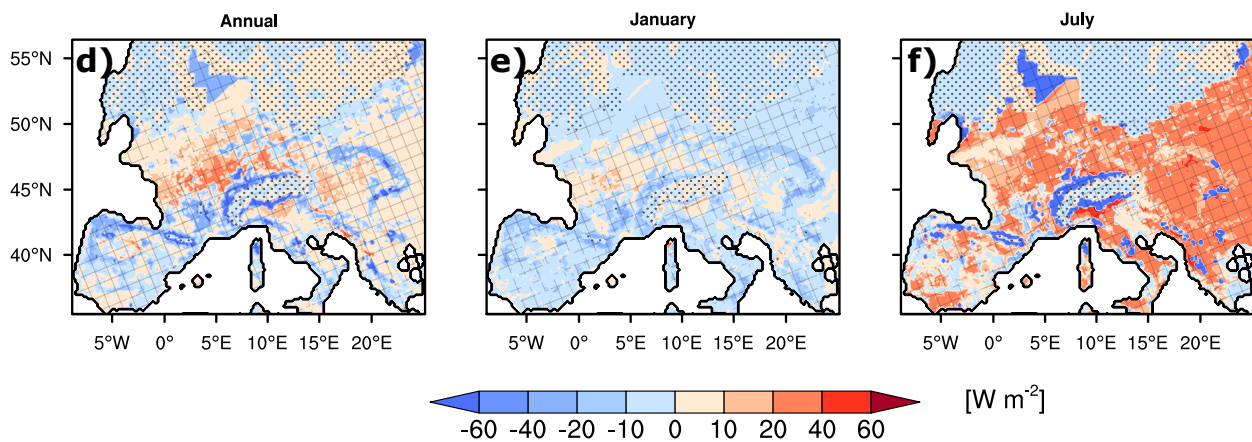 Annual January July
d) e) f)
55°N
50°N
45°N
40°N
5°W 0° 5°E 10°E 15°E 20°E 5°W 0° 5°E 10°E 15°E 20°E 5°W 0° 5°E 10°E 15°E 20°E
-60 -40 -20 -10 0 10 20 40 60 [W m⁻²]